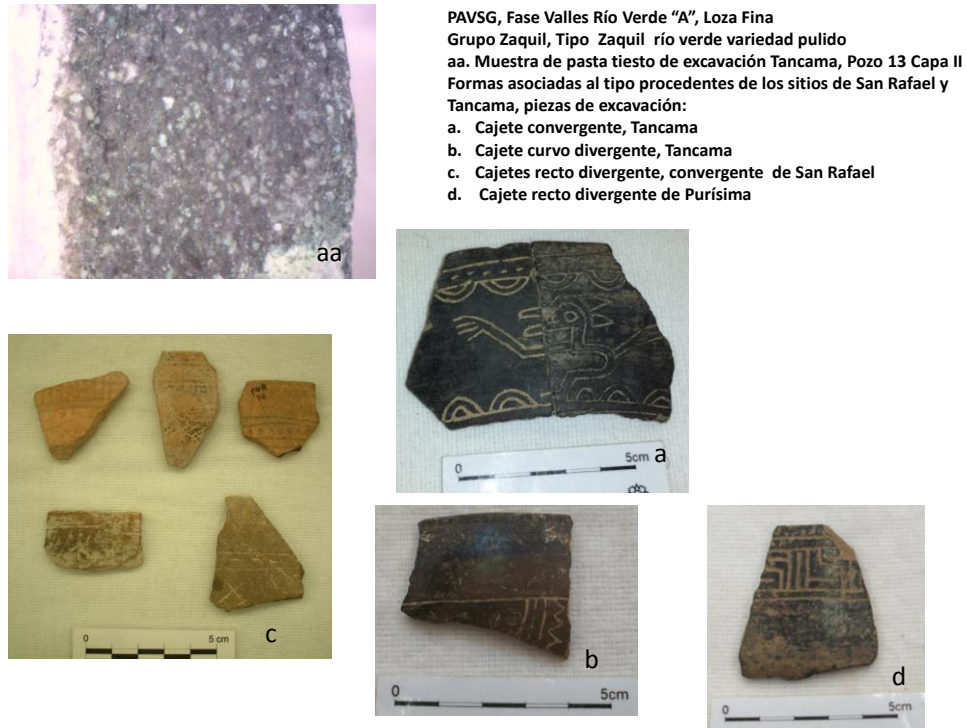 PAVSG, Fase Valles Río Verde “A”, Loza Fina
Grupo Zaquil, Tipo  Zaquil  río verde variedad pulido
aa. Muestra de pasta tiesto de excavación Tancama, Pozo 13 Capa II
Formas asociadas al tipo procedentes de los sitios de San Rafael y
Tancama, piezas de excavación:
a. Cajete convergente, Tancama
b. Cajete curvo divergente, Tancama
c. Cajetes recto divergente, convergente  de San Rafael
d. Cajete recto divergente de Purísima
aa
0 5cm
a
PUR
0 5 cm
c
0 5cm
b
0 5cm
d